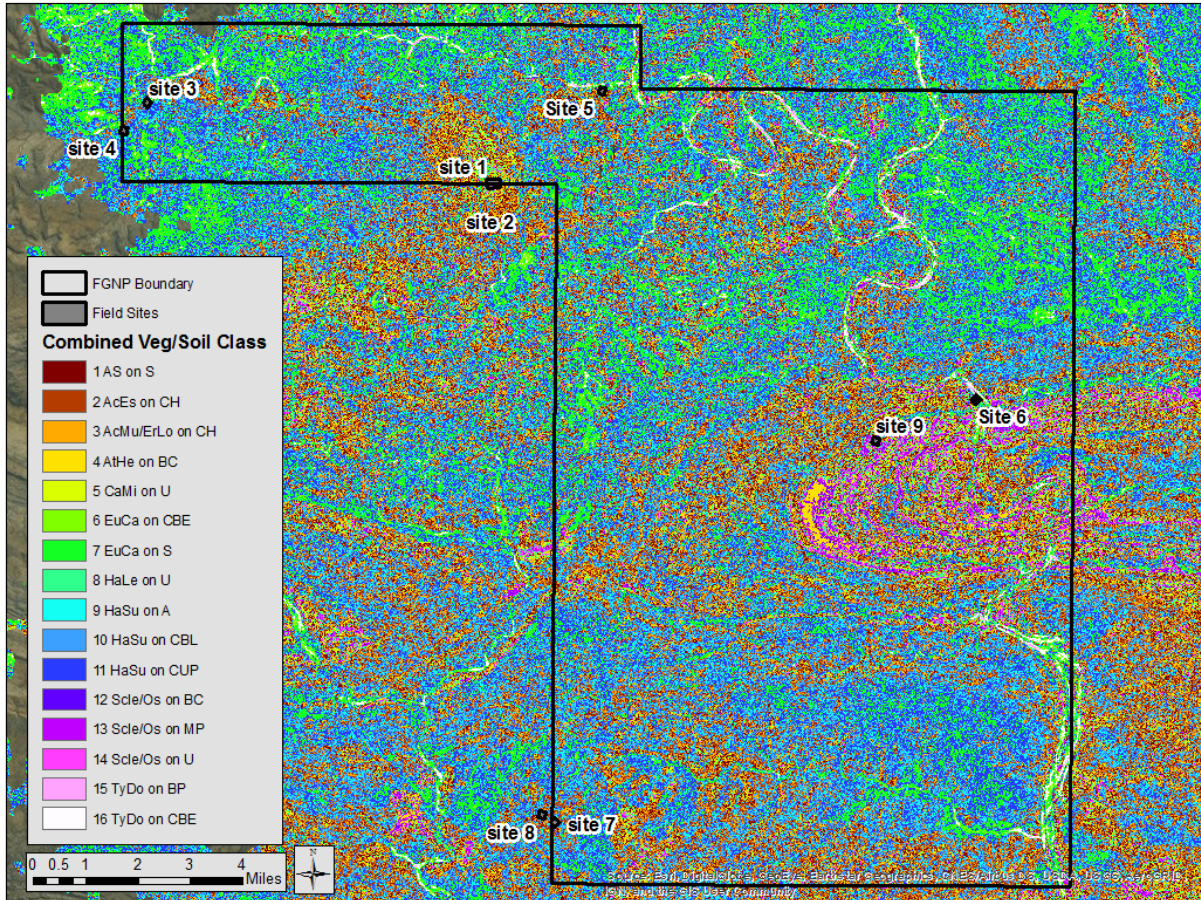 site 3
Site 5
site 4
site 1
site 2
FGNP Boundary
Field Sites
Combined Veg/Soil Class
1 AS on S
2 AcEs on CH
3 AcMu/ErLo on CH
4 AtHe on BC
5 CaMi on U
6 EuCa on CBE
7 EuCa on S
8 HaLe on U
9 HaSu on A
10 HaSu on CBL
11 HaSu on CUP
12 Scle/Os on BC
13 Scle/Os on MP
14 Scle/Os on U
15 TyDo on BP
16 TyDo on CBE
Site 6
site 9
site 8
site 7
0 0.5 1 2 3 4
Miles
N